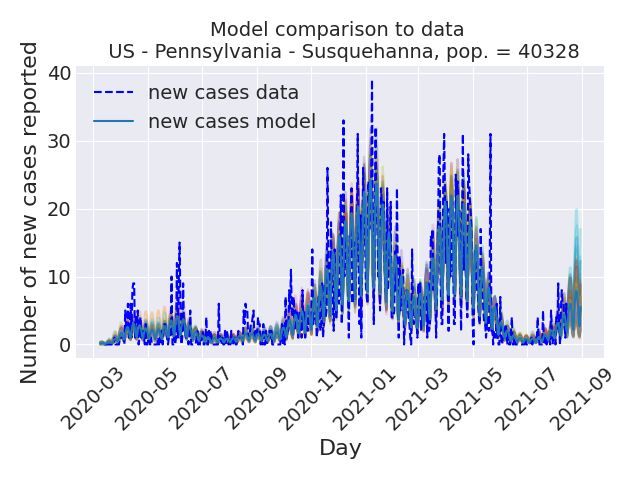 Model comparison to data
US - Pennsylvania - Susquehanna, pop. = 40328
Number of new cases reported
40
30
20
10
0
new cases data
new cases model
2020-03
2020-05
2020-07
2020-09
2020-11
2021-01
2021-03
2021-05
2021-07
2021-09
Day